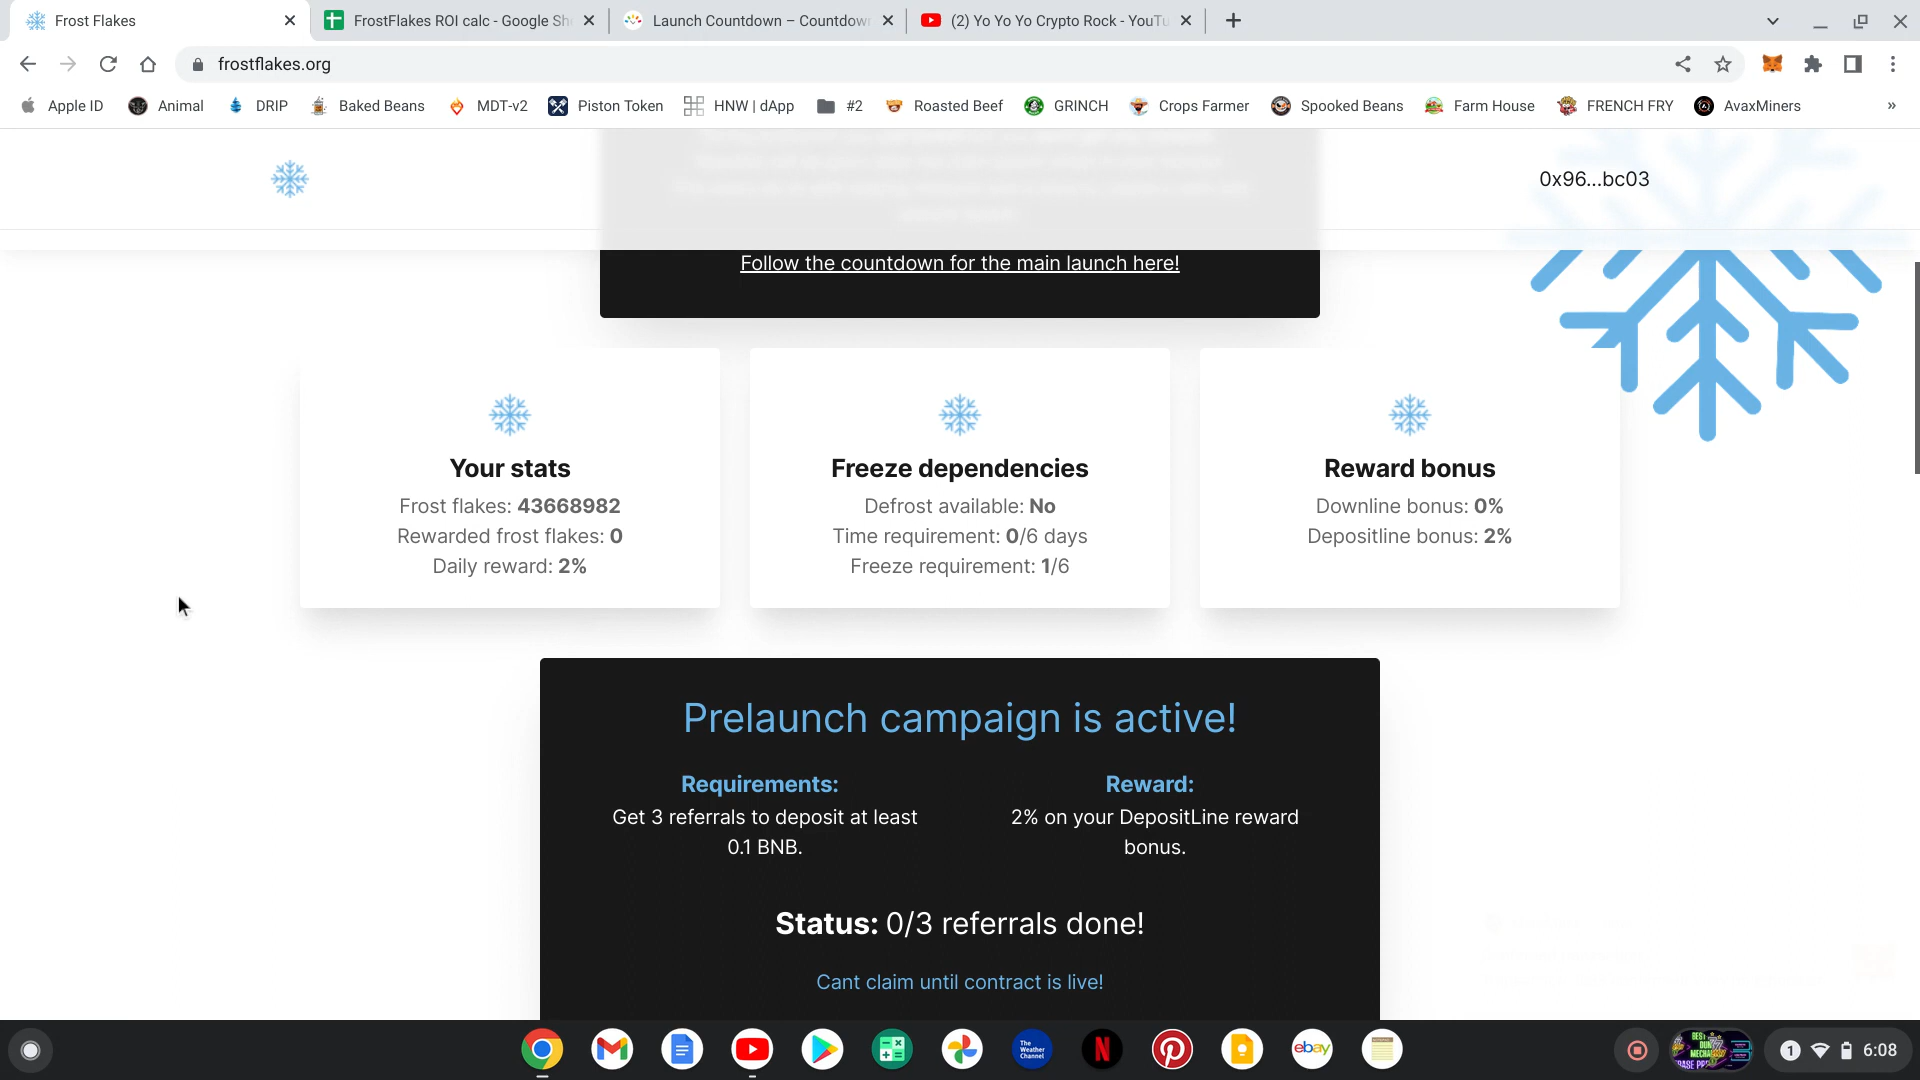 Frost Flakes
FrostFlakes ROI calc - Google Sh
Launch Countdown – Countdown
(2) Yo Yo Yo Crypto Rock - YouTu
frostflakes.org
Apple ID
Animal
DRIP
Baked Beans
MDT-v2
Piston Token
HNW | dApp
#2
Roasted Beef
GRINCH
Crops Farmer
Spooked Beans
Farm House
FRENCH FRY
AvaxMiners
»
0x96...bc03
Follow the countdown for the main launch here!
Your stats
Frost flakes: 43668982
Rewarded frost flakes: 0
Daily reward: 2%
Freeze dependencies
Defrost available: No
Time requirement: 0/6 days
Freeze requirement: 1/6
Reward bonus
Downline bonus: 0%
Depositline bonus: 2%
Prelaunch campaign is active!
Requirements:
Get 3 referrals to deposit at least
0.1 BNB.
Reward:
2% on your DepositLine reward
bonus.
Status: 0/3 referrals done!
Cant claim until contract is live!
The
Weather
Channel
N
ebay
1
6:08